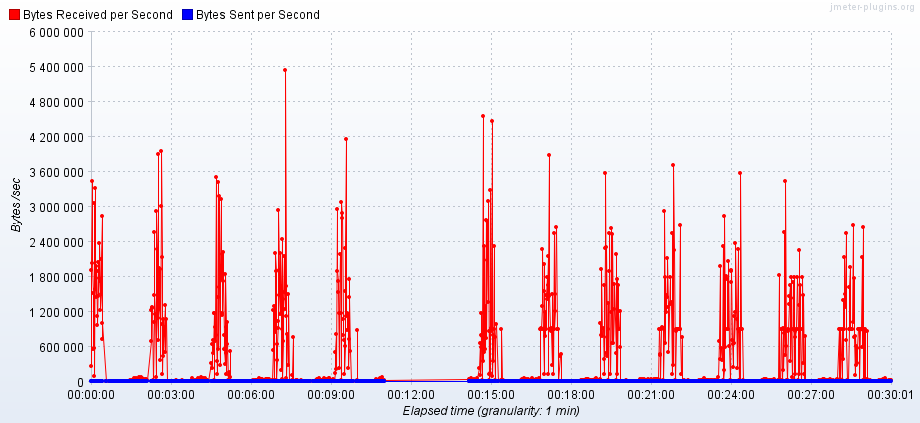 jmeter-plugins.org
Bytes Received per Second Bytes Sent per Second
6 000 000
5 400 000
4 800 000
4 200 000
3 600 000
3 000 000
2 400 000
1 800 000
1 200 000
600 000
0
Bytes /sec
00:00:00 00:03:00 00:06:00 00:09:00 00:12:00 00:15:00 00:18:00 00:21:00 00:24:00 00:27:00 00:30:01
Elapsed time (granularity: 1 min)